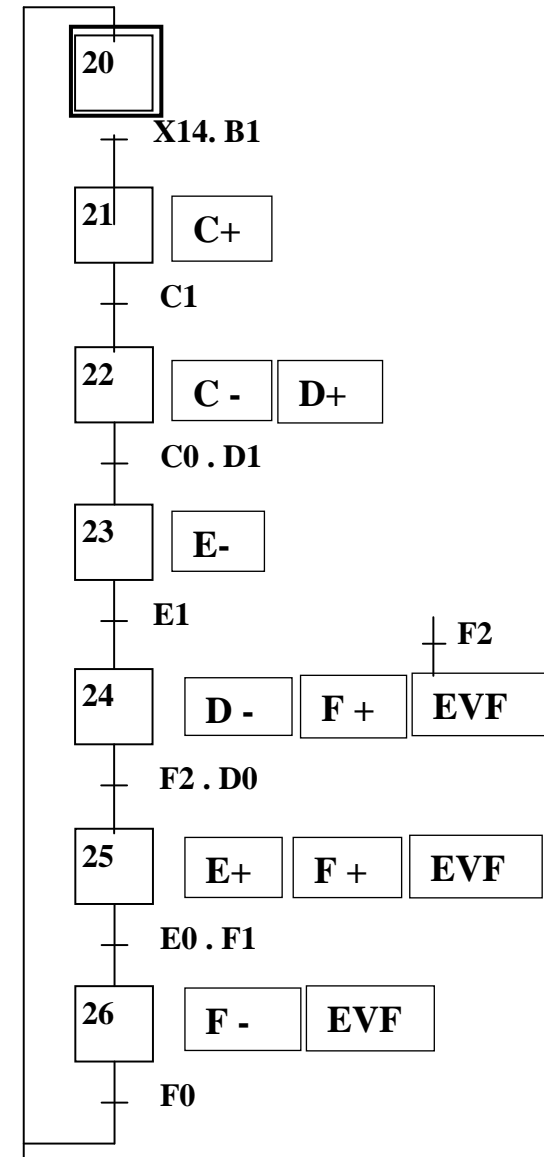 20
X14. B1
21 C+
C1
22 C - D+
C0 . D1
23 E-
E1
F2
24 D - F + EVF
F2 . D0
25 E+ F + EVF
E0 . F1
26 F - EVF
F0